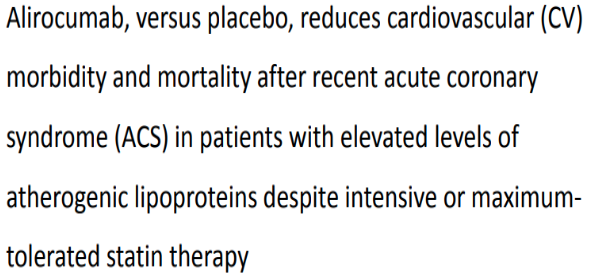 Alirocumab, versus placebo, reduces cardiovascular (CV)
morbidity and mortality after recent acute coronary
syndrome (ACS) in patients with elevated levels of
atherogenic lipoproteins despite intensive or maximum-
tolerated statin therapy